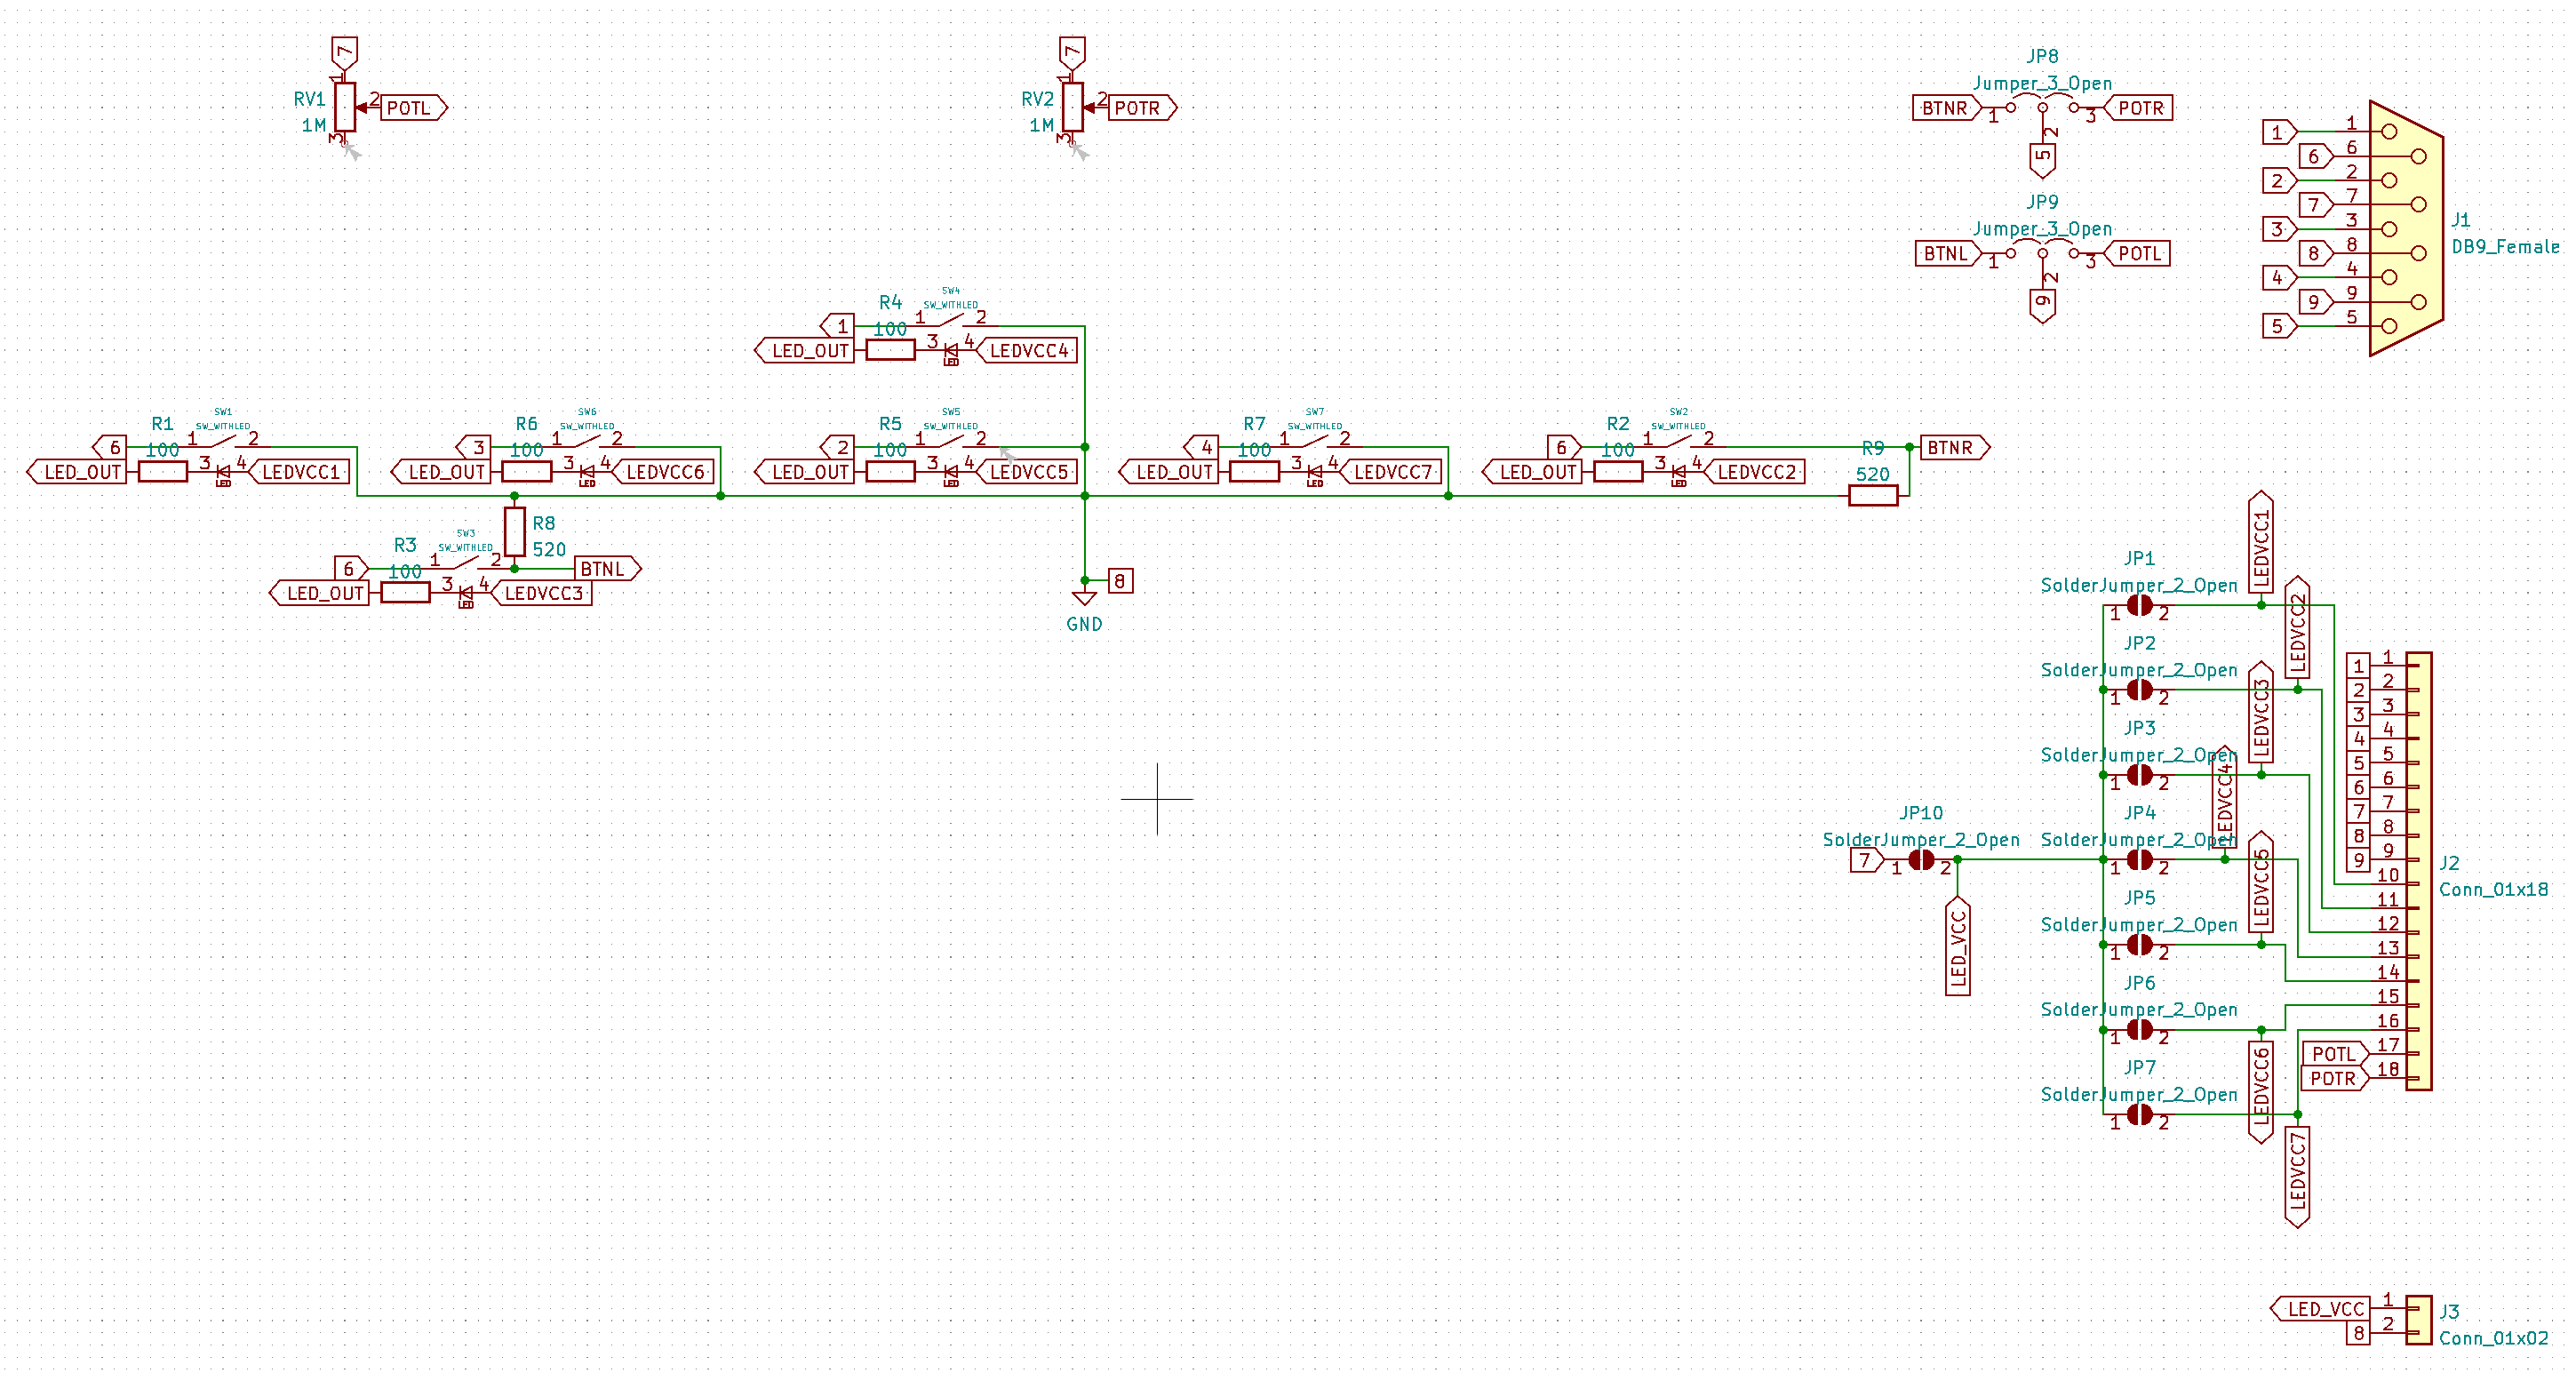 7
1
RV1
1M
2
POTL
3
7
1
RV2
1M
2
POTR
3
JP8
Jumper_3_Open
BTNR
1
3
POTR
2
5
JP9
Jumper_3_Open
BTNL
1
3
POTL
2
9
1 1
6 6
2 2
7 7
3 3
8 8
4 4
9 9
5 5
J1
DB9_Female
SW4
SW_WITHLED
R4
100
1
1 2
LED_OUT
3 4
LED
LEDVCC4
SW1
SW_WITHLED
R1
100
6
1 2
LED_OUT
3 4
LED
LEDVCC1
SW6
SW_WITHLED
R6
100
3
1 2
LED_OUT
3 4
LED
LEDVCC6
SW5
SW_WITHLED
R5
100
2
1 2
LED_OUT
3 4
LED
LEDVCC5
SW7
SW_WITHLED
R7
100
4
1 2
LED_OUT
3 4
LED
LEDVCC7
SW2
SW_WITHLED
R2
100
6
1 2
LED_OUT
3 4
LED
LEDVCC2
R9
520
BTNR
SW3
SW_WITHLED
R3
100
6
1 2
LED_OUT
3 4
LED
LEDVCC3
R8
520
BTNL
8
GND
JP1
SolderJumper_2_Open
1 2
LEDVCC1
JP2
SolderJumper_2_Open
1 2
LEDVCC2
JP3
SolderJumper_2_Open
1 2
LEDVCC3
JP10
SolderJumper_2_Open
7
1 2
LED_VCC
JP4
SolderJumper_2_Open
1 2
LEDVCC4
JP5
SolderJumper_2_Open
1 2
LEDVCC5
JP6
SolderJumper_2_Open
1 2
LEDVCC6
JP7
SolderJumper_2_Open
1 2
LEDVCC7
1 1
2 2
3 3
4 4
5 5
6 6
7 7
8 8
9 9
10
11
12
13
14
15
16
POTL 17
POTR 18
J2
Conn_01x18
LED_VCC 1
8 2
J3
Conn_01x02